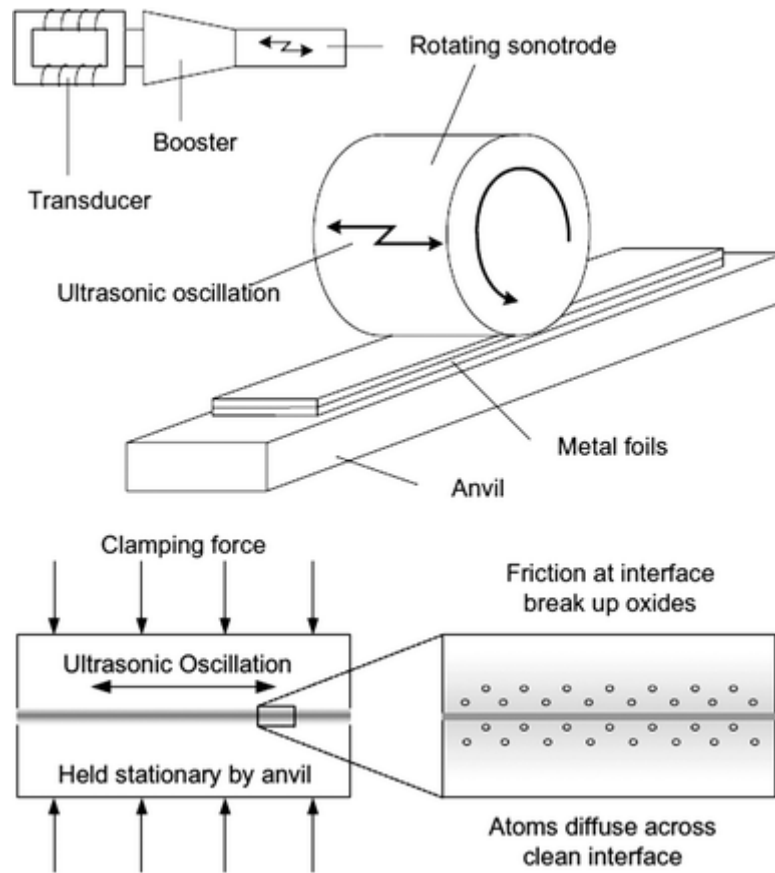 Rotating sonotrode
Booster
Transducer
Ultrasonic oscillation
Metal foils
Anvil
Clamping force
Ultrasonic Oscillation
Held stationary by anvil
Friction at interface
break up oxides
Atoms diffuse across
clean interface